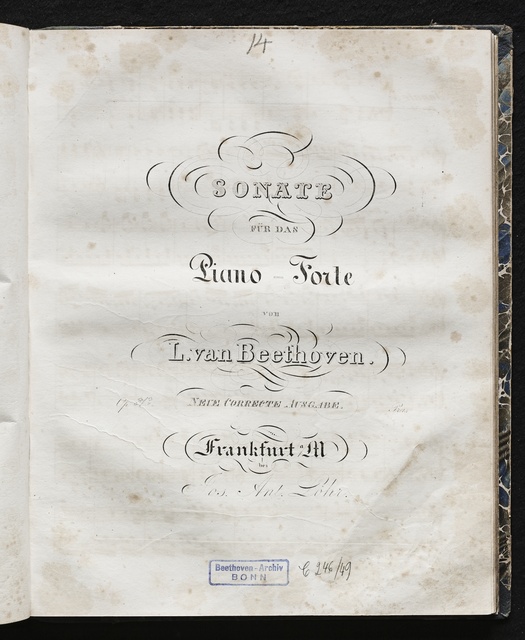 14
SONATE
FÜR DAS
Piano - Forte
VON
L. van Beethoven.
NEUE CORRECTE AUSGABE.
Frankfurt a/M
bei
Jos. Ant. Löhr.
Beethoven-Archiv
BONN
C 246/49